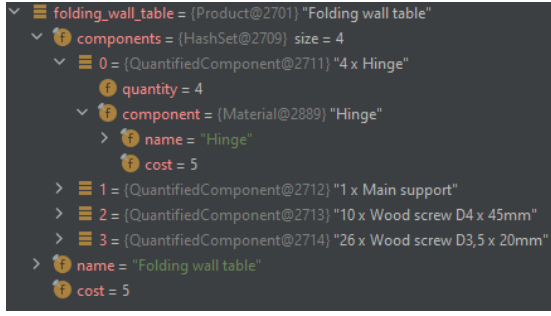 folding_wall_table = {Product@2701} "Folding wall table"
components = {HashSet@2709} size = 4
0 = {QuantifiedComponent@2711} "4 x Hinge"
quantity = 4
component = {Material@2889} "Hinge"
name = "Hinge"
cost = 5
1 = {QuantifiedComponent@2712} "1 x Main support"
2 = {QuantifiedComponent@2713} "10 x Wood screw D4 x 45mm"
3 = {QuantifiedComponent@2714} "26 x Wood screw D3,5 x 20mm"
name = "Folding wall table"
cost = 5